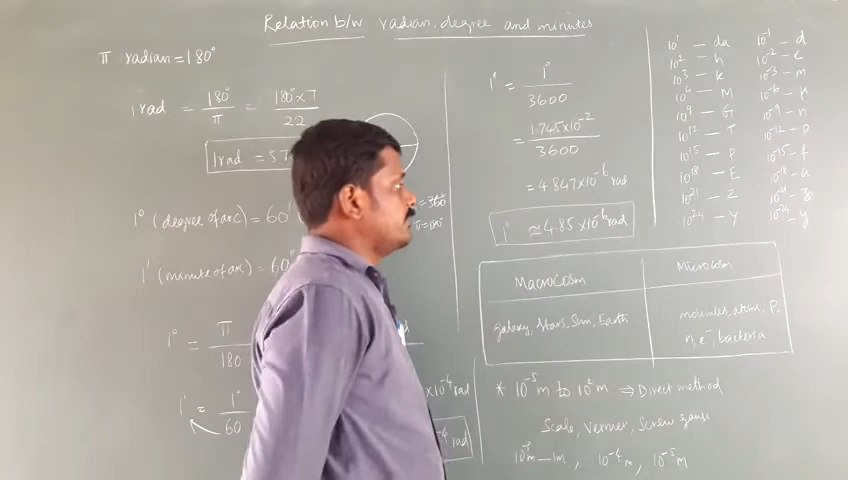 Relation b/w radian, degree and minutes
π radian = 180°
1 rad = 180° / π = 180° × 7 / 22
1 rad = 57
1° (degree of arc) = 60'
= 360°
1' (minute of arc) = 60"
1° = π / 180
1' = 1° / 60
× 10⁻⁴ rad
rad
1" = 1° / 3600
= 1.745 × 10⁻² / 3600
= 4.847 × 10⁻⁶ rad
1" ≃ 4.85 × 10⁻⁶ rad
10¹ — da 10⁻¹ — d
10² — h 10⁻² — c
10³ — k 10⁻³ — m
10⁶ — M 10⁻⁶ — μ
10⁹ — G 10⁻⁹ — n
10¹² — T 10⁻¹² — p
10¹⁵ — P 10⁻¹⁵ — f
10¹⁸ — E 10⁻¹⁸ — a
10²¹ — Z 10⁻²¹ — z
10²⁴ — Y 10⁻²⁴ — y
Macrocosm Microcosm
galaxy, Stars, Sun, Earth molecules, atoms, P,
n, e⁻, bacteria
* 10⁻⁵ m to 10² m ⇒ Direct method
Scale, Vernier, Screw gauge
10⁻³ m — 1m, 10⁻⁴ m, 10⁻⁵ m